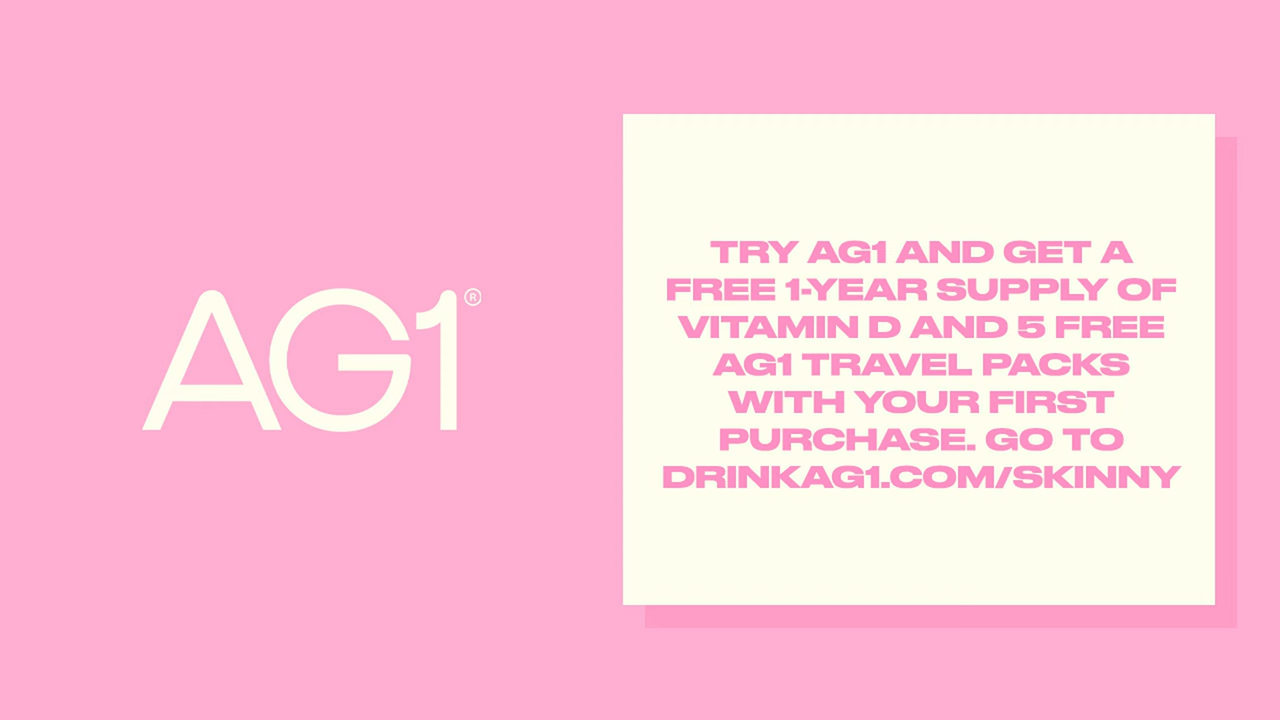 AG1®
TRY AG1 AND GET A
FREE 1-YEAR SUPPLY OF
VITAMIN D AND 5 FREE
AG1 TRAVEL PACKS
WITH YOUR FIRST
PURCHASE. GO TO
DRINKAG1.COM/SKINNY